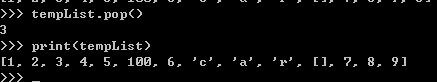 >>> tempList.pop()
3
>>> print(tempList)
[1, 2, 3, 4, 5, 100, 6, 'c', 'a', 'r', [], 7, 8, 9]
>>> _